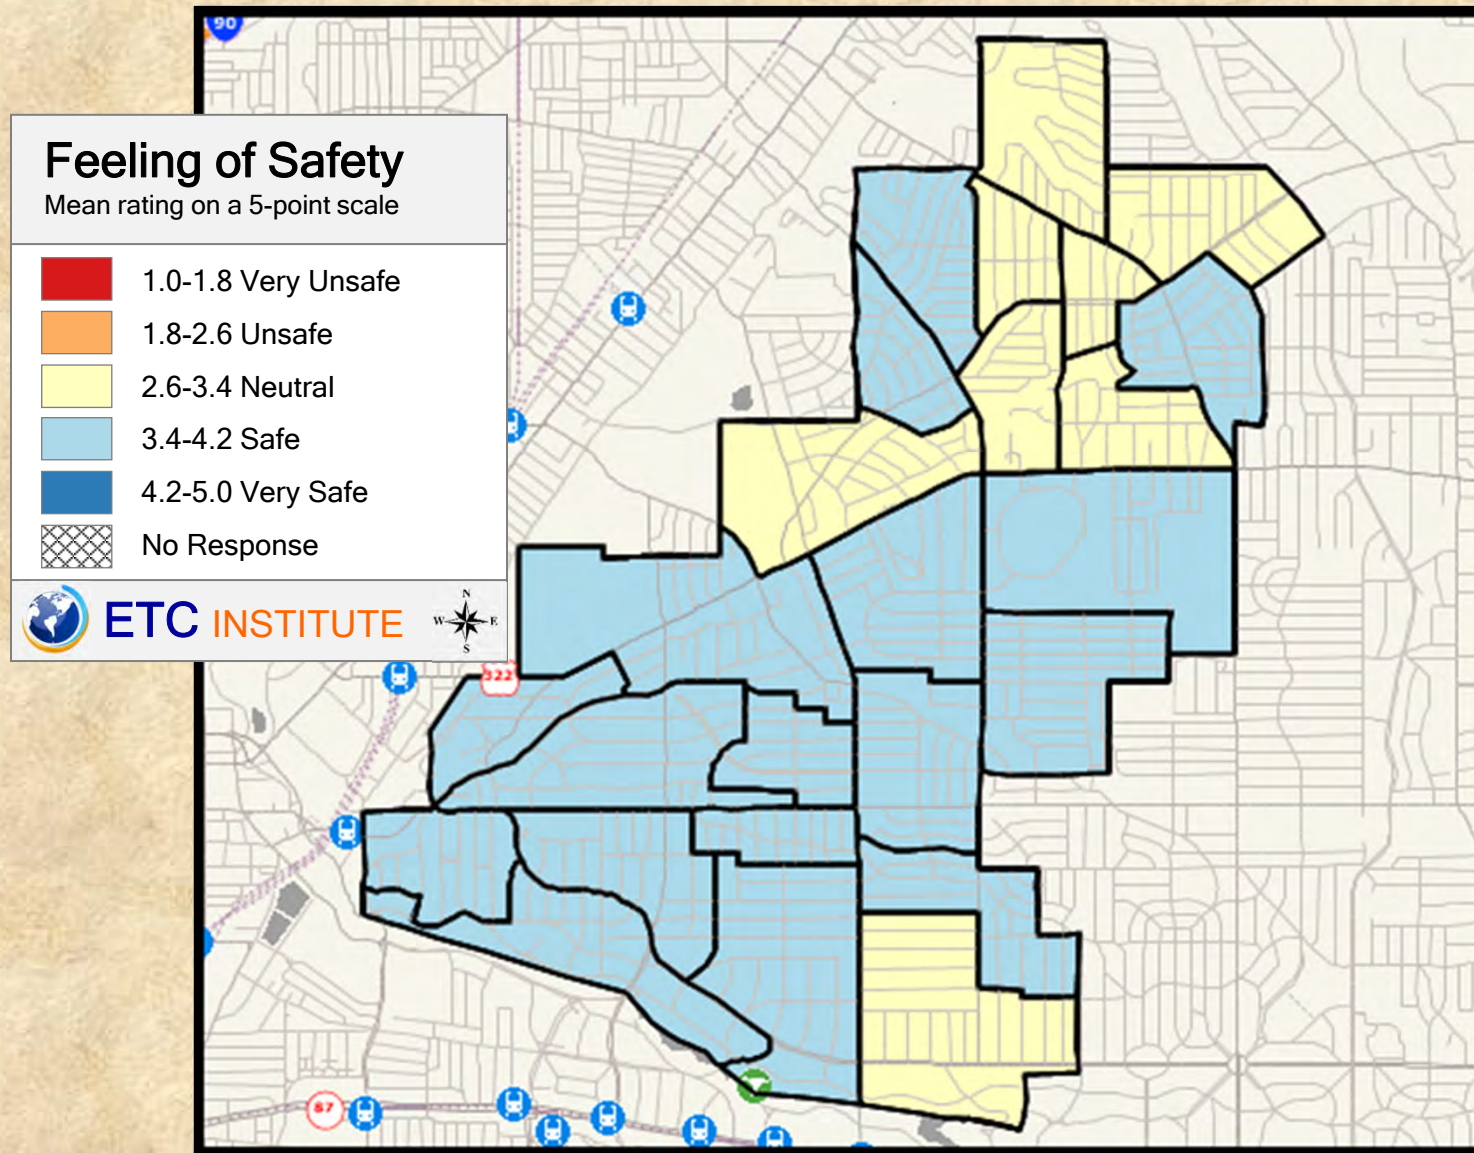 90
Feeling of Safety
Mean rating on a 5-point scale
1.0-1.8 Very Unsafe
1.8-2.6 Unsafe
2.6-3.4 Neutral
3.4-4.2 Safe
4.2-5.0 Very Safe
No Response
ETC INSTITUTE
N
W E
S
322
87